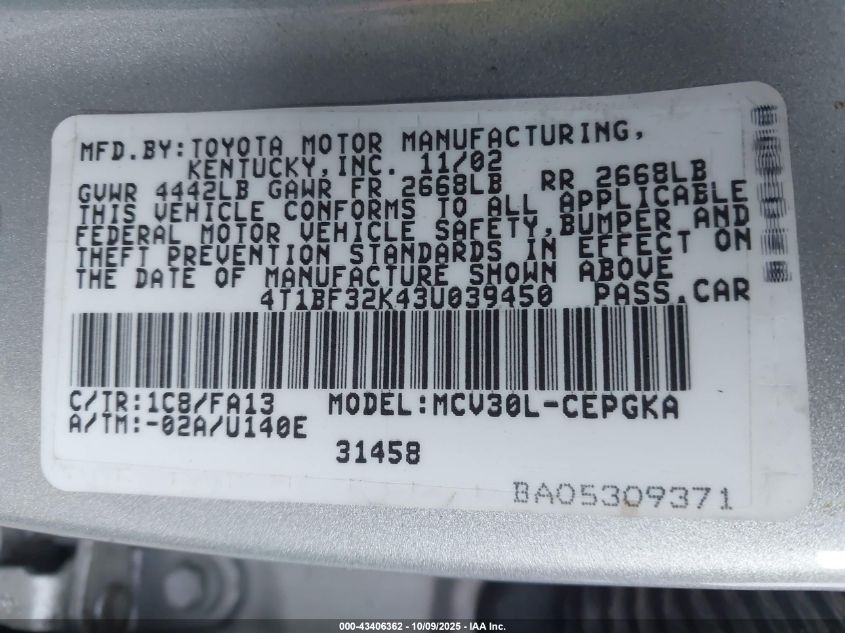 MFD.BY:TOYOTA MOTOR MANUFACTURING,
KENTUCKY,INC. 11/02
GVWR 4442LB GAWR FR 2668LB RR 2668LB
THIS VEHICLE CONFORMS TO ALL APPLICABLE
FEDERAL MOTOR VEHICLE SAFETY,BUMPER AND
THEFT PREVENTION STANDARDS IN EFFECT ON
THE DATE OF MANUFACTURE SHOWN ABOVE
4T1BF32K43U039450 PASS.CAR
C/TR:1C8/FA13 MODEL:MCV30L-CEPGKA
A/TM:-02A/U140E
31458
BA05309371
000-43406362 | 10/09/2025 - IAA Inc.